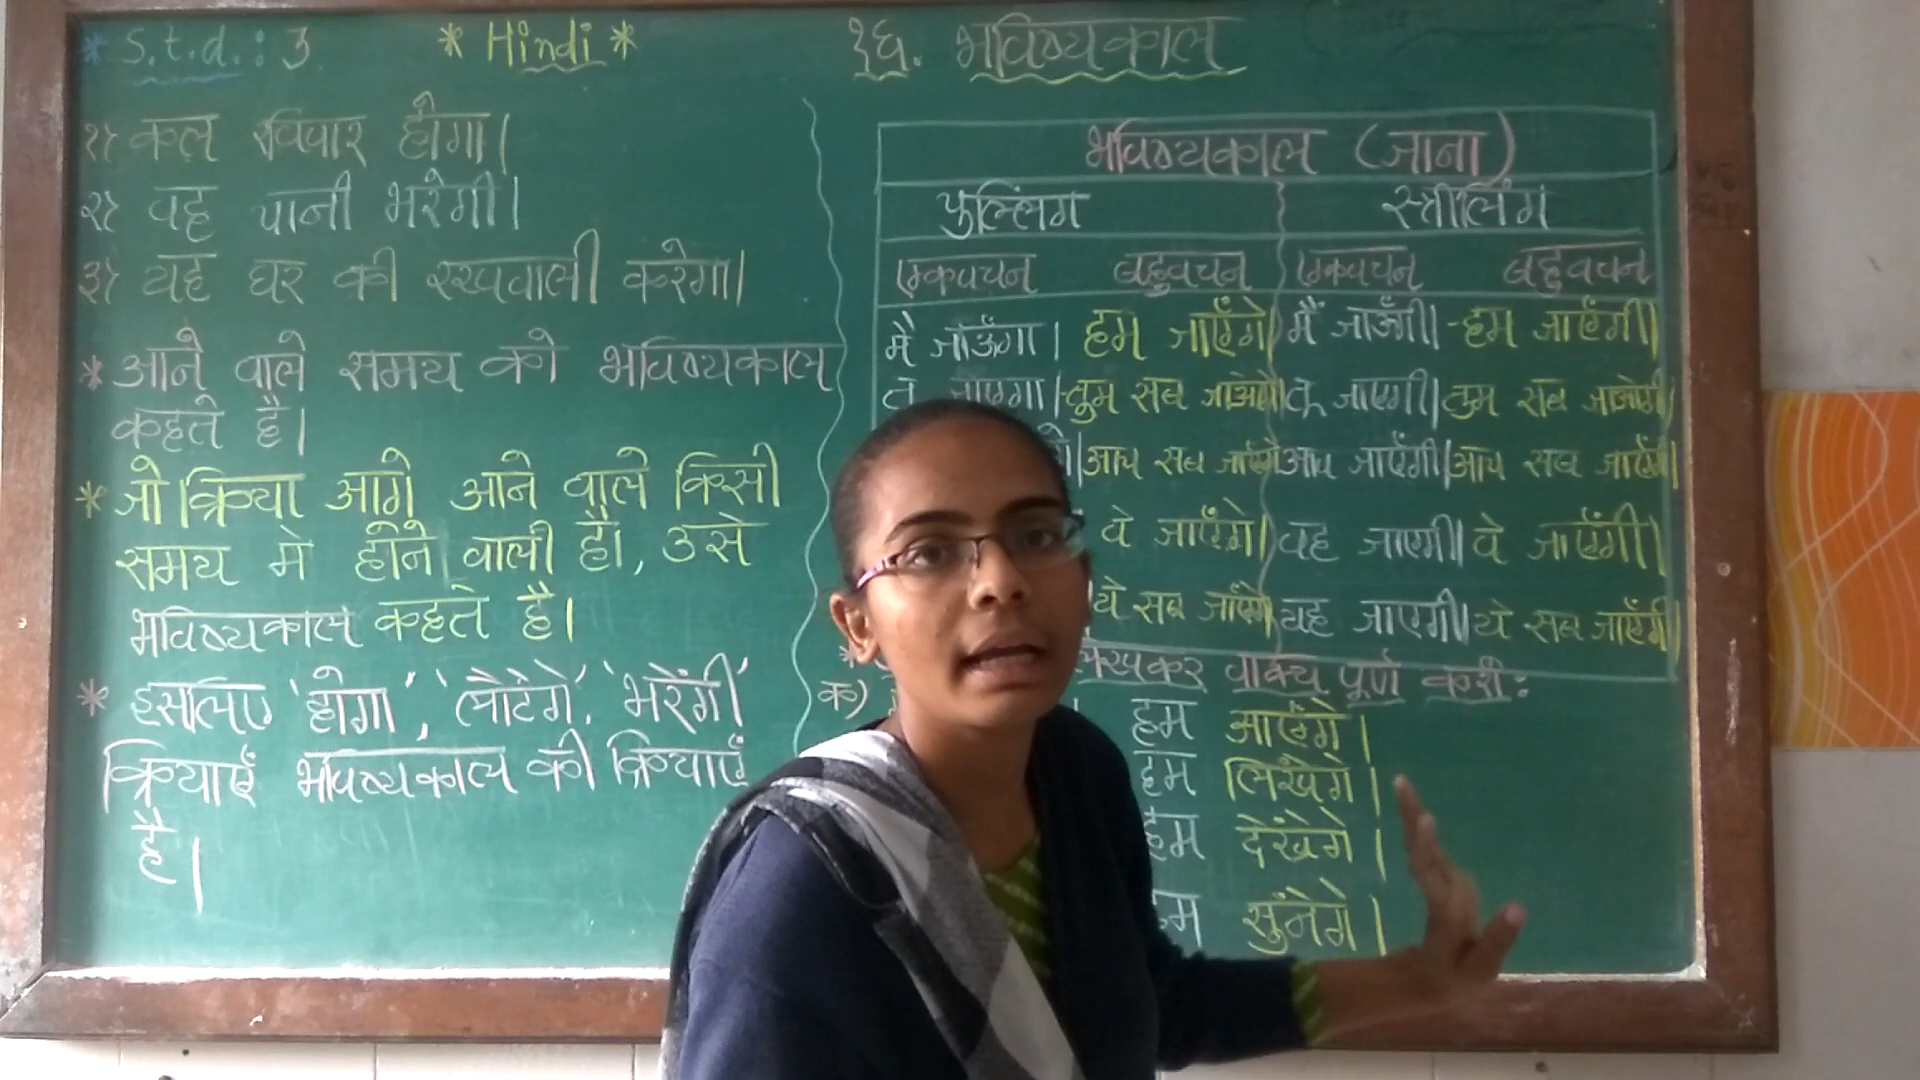 * S.t.d.: 3
* Hindi *
१६. भविष्यकाल
१) कल रविवार होगा।
२) वह पानी भरेगी।
३) यह घर की रखवाली करेगा।
* आने वाले समय को भविष्यकाल
कहते है।
* जो क्रिया आगे आने वाले किसी
समय मे होने वाली हो, उसे
भविष्यकाल कहते है।
* इसलिए 'होगा', 'लौटेगे', 'भरेंगी'
क्रियाएँ भविष्यकाल की क्रियाएँ
है।
भविष्यकाल (जाना)
पुल्लिंग स्त्रीलिंग
एकवचन बहुवचन एकवचन बहुवचन
मै जाऊँगा। हम जाएँगे। मैं जाऊँगी। हम जाएँगी।
जाएगा। तुम सब जाओगे तू जाएगी। तुम सब जाओगी
आप सब जाएँगे आप जाएँगी। आप सब जाएँगी।
वे जाएँगे। वह जाएगी। वे जाएँगी।
ये सब जाएँगे यह जाएगी। ये सब जाएँगी।
वाक्य पूर्ण करो:
क) हम आएँगे।
हम लिखेंगे।
हम देंखेगे।
सुंनेगे।